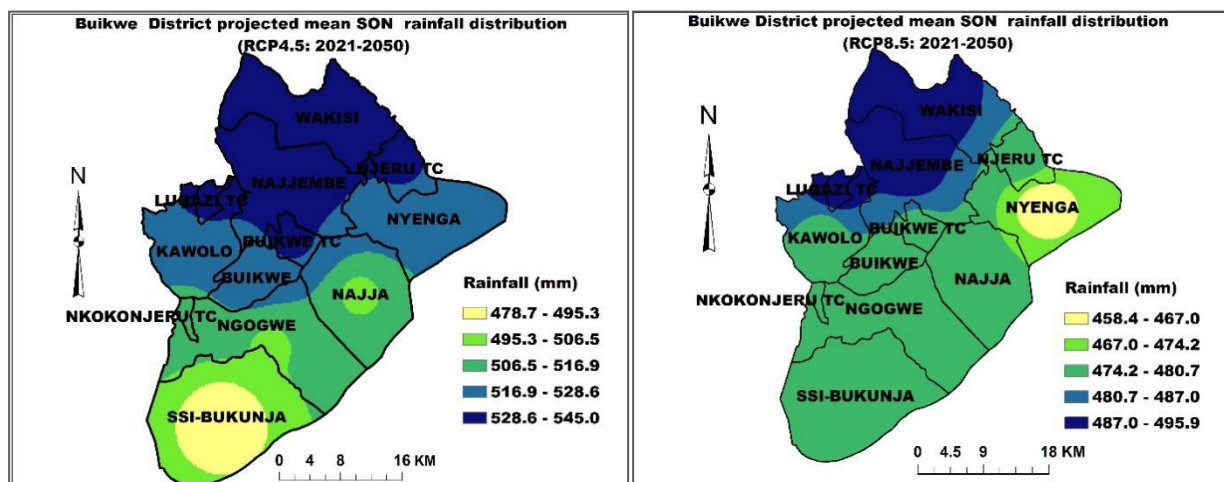 Buikwe District projected mean SON rainfall distribution
(RCP4.5: 2021-2050)
N
WAKISI
NJERU TC
NAJJEMBE
LUGAZI TC
NYENGA
KAWOLO
BUIKWE TC
BUIKWE
NAJJA
NKOKONJERU TC
NGOGWE
SSI-BUKUNJA
Rainfall (mm)
478.7 - 495.3
495.3 - 506.5
506.5 - 516.9
516.9 - 528.6
528.6 - 545.0
0 4 8 16 KM
Buikwe District projected mean SON rainfall distribution
(RCP8.5: 2021-2050)
N
WAKISI
NJERU TC
NAJJEMBE
LUGAZI TC
NYENGA
KAWOLO
BUIKWE TC
BUIKWE
NAJJA
NKOKONJERU TC
NGOGWE
SSI-BUKUNJA
Rainfall (mm)
458.4 - 467.0
467.0 - 474.2
474.2 - 480.7
480.7 - 487.0
487.0 - 495.9
0 4.5 9 18 KM